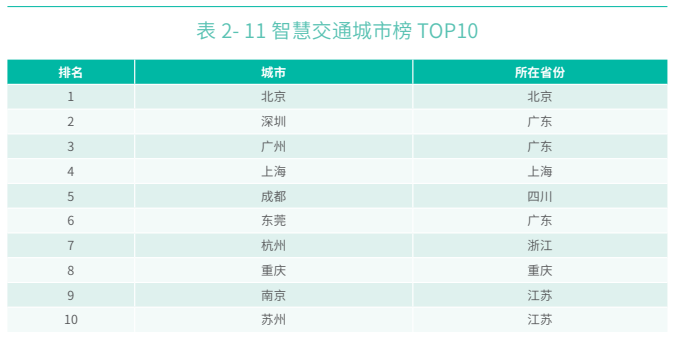 表 2- 11 智慧交通城市榜 TOP10
排名 城市 所在省份
1 北京 北京
2 深圳 广东
3 广州 广东
4 上海 上海
5 成都 四川
6 东莞 广东
7 杭州 浙江
8 重庆 重庆
9 南京 江苏
10 苏州 江苏